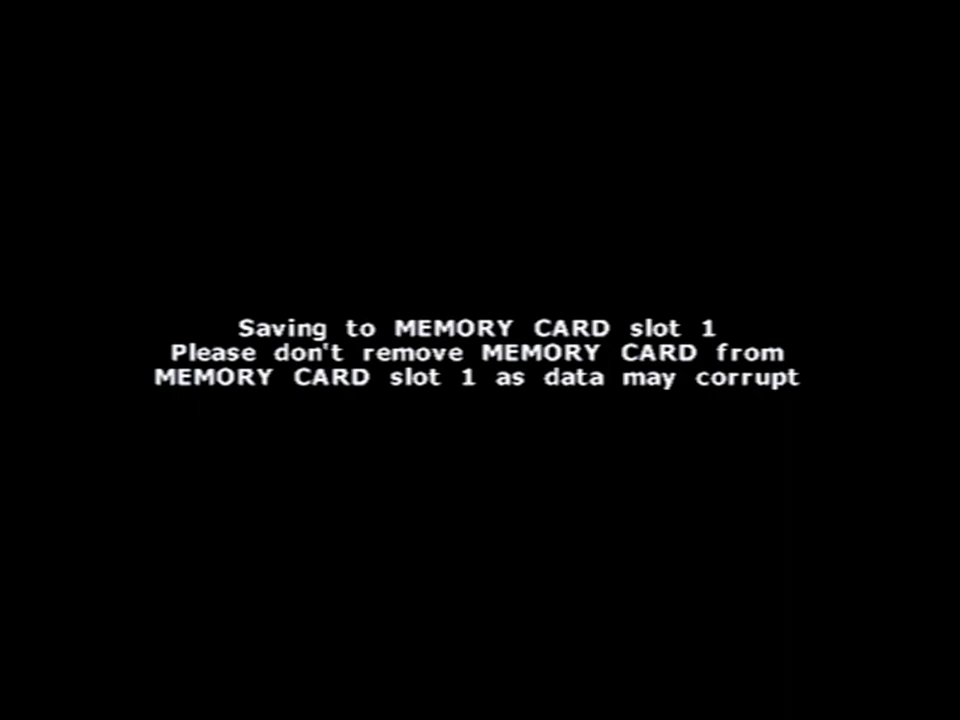 Saving to MEMORY CARD slot 1
Please don't remove MEMORY CARD from
MEMORY CARD slot 1 as data may corrupt